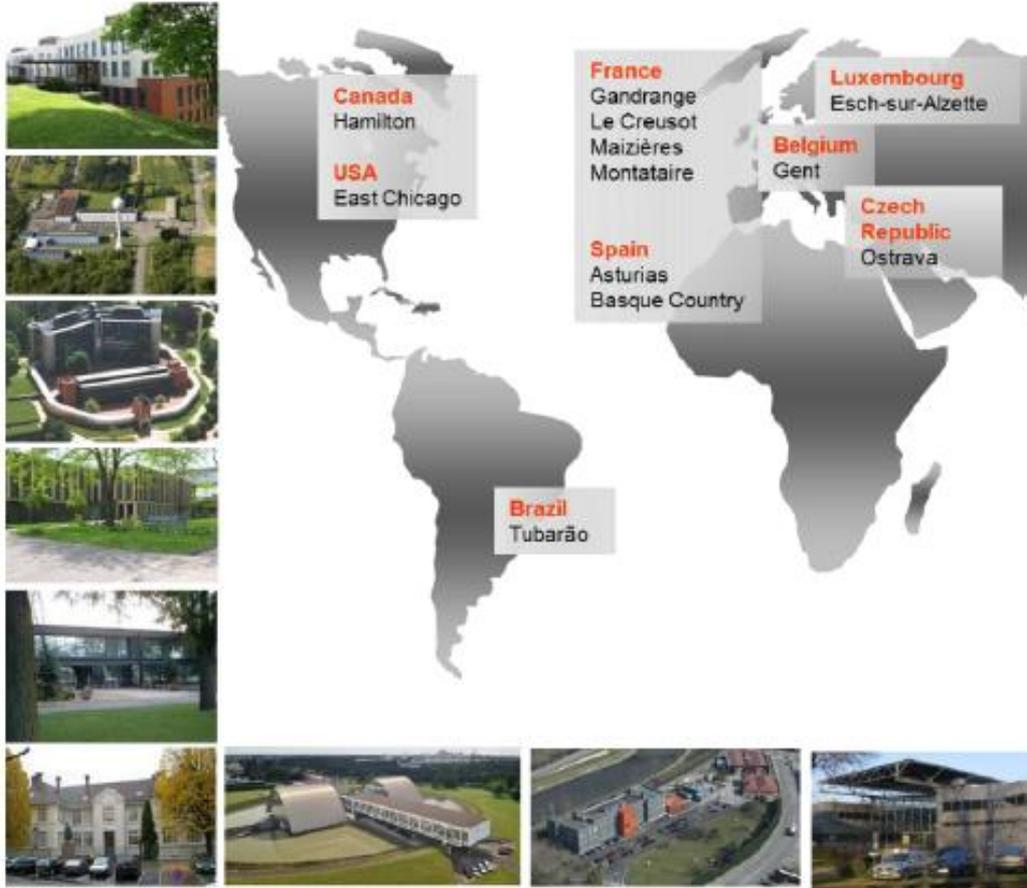 Canada
Hamilton
USA
East Chicago
France
Gandrange
Le Creusot
Maizières
Montataire
Spain
Asturias
Basque Country
Luxembourg
Esch-sur-Alzette
Belgium
Gent
Czech
Republic
Ostrava
Brazil
Tubarão